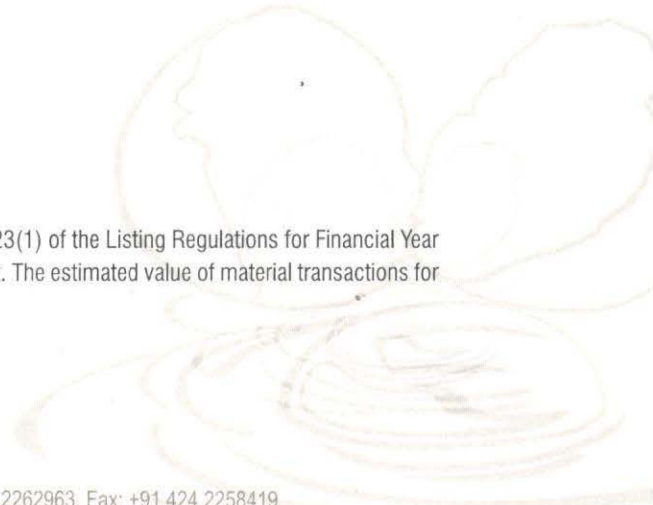 23(1) of the Listing Regulations for Financial Year
. The estimated value of material transactions for
2262963, Fax: +91 424 2258419